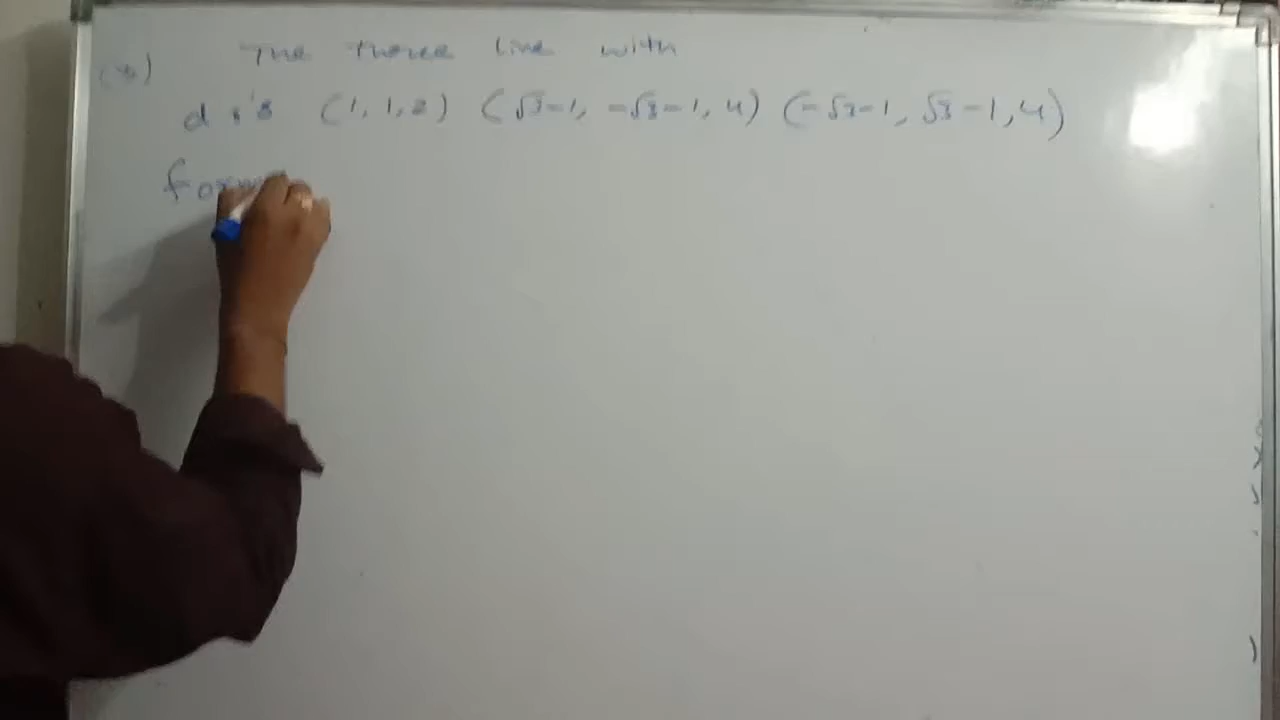 (*) The three line with
d r's (1, 1, 2) (√3-1, -√3-1, 4) (-√3-1, √3-1, 4)
form